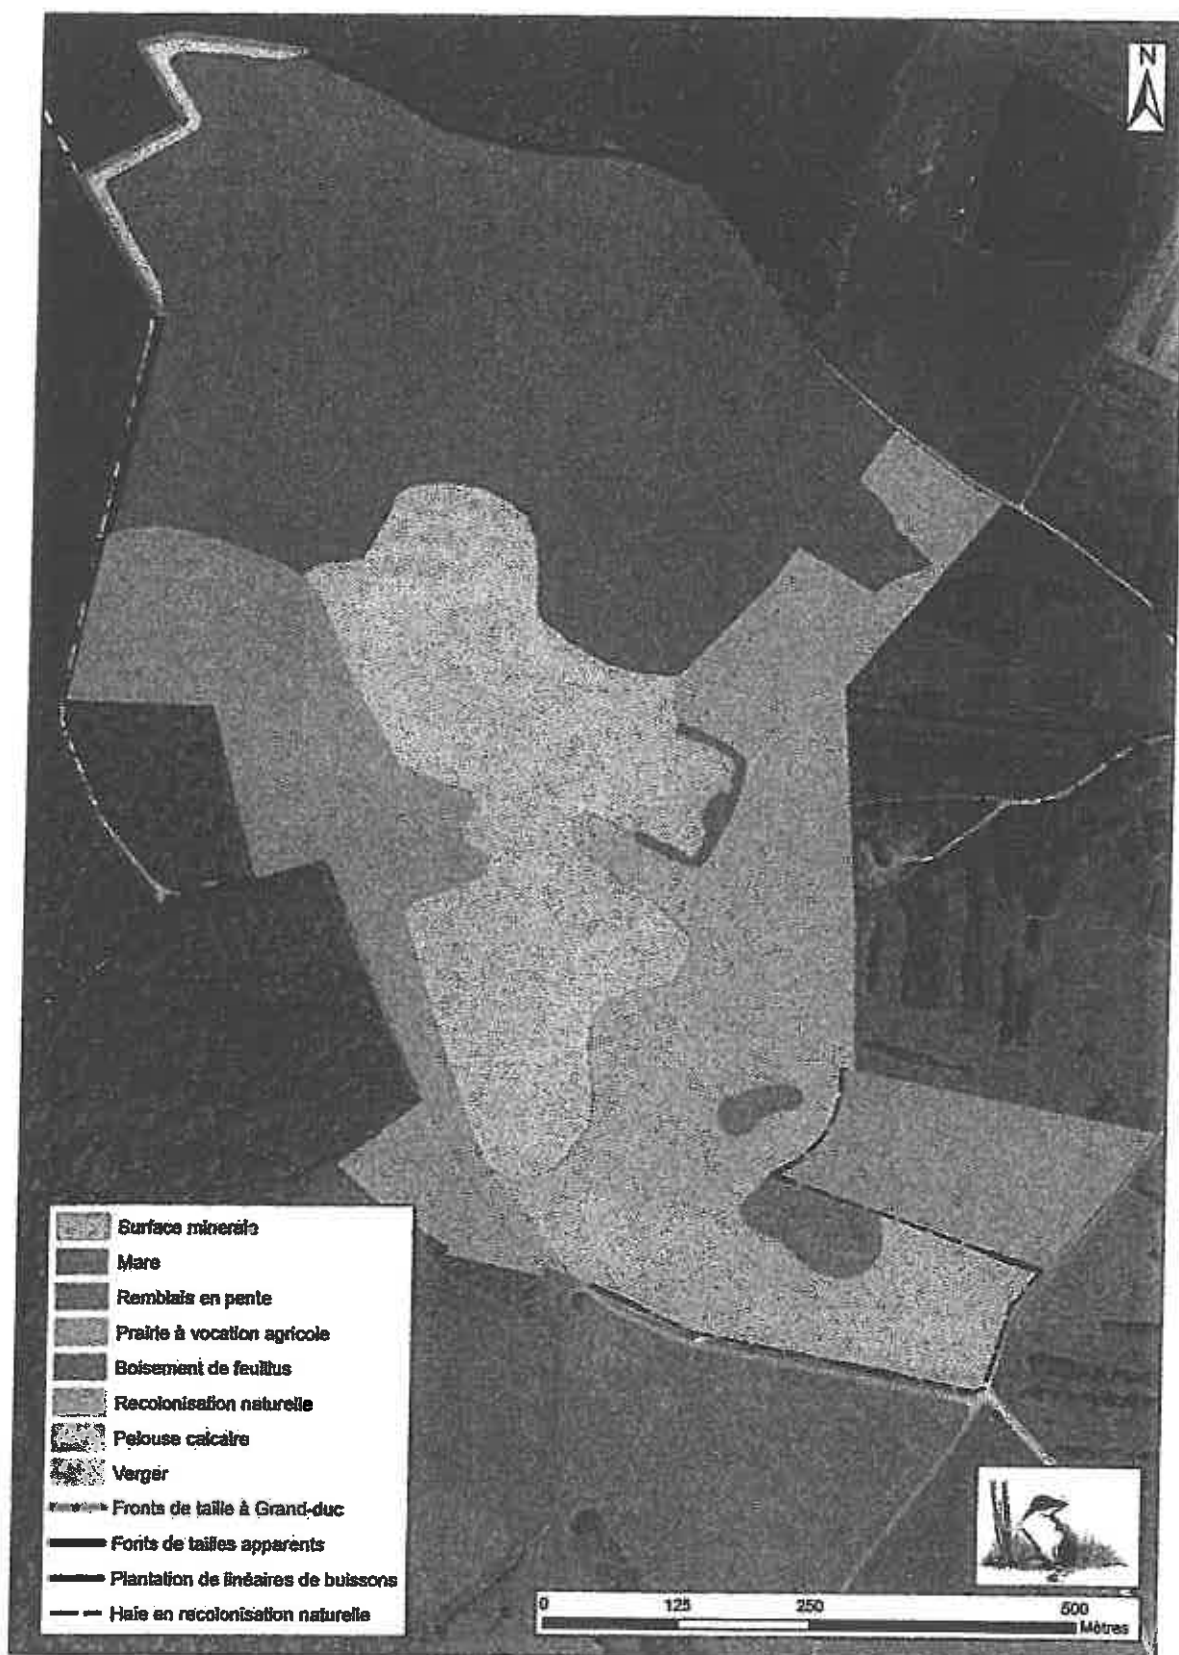 N
Surface minerale
Mare
Remblais en pente
Prairie à vocation agricole
Boisement de feuillus
Recolonisation naturelle
Pelouse calcaire
Verger
Fronts de taille à Grand-duc
Fonts de tailles apparents
Plantation de linéaires de buissons
Haie en recolonisation naturelle
0 125 250 500
Mètres